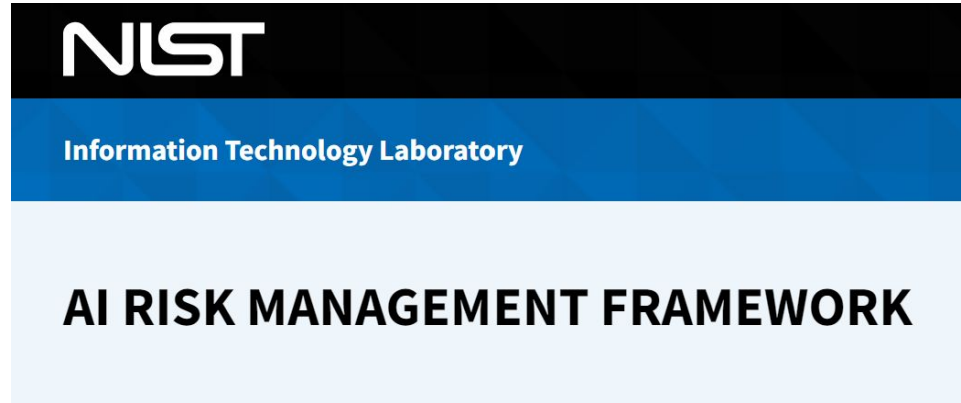 NIST
Information Technology Laboratory
AI RISK MANAGEMENT FRAMEWORK